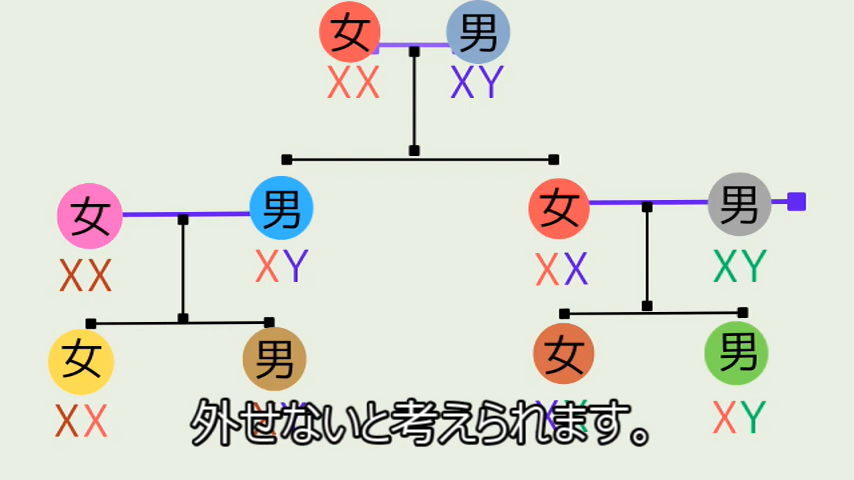 女 男
XX XY
女 男 女 男
XX XY XX XY
女 男 女 男
XX XY
外せないと考えられます。